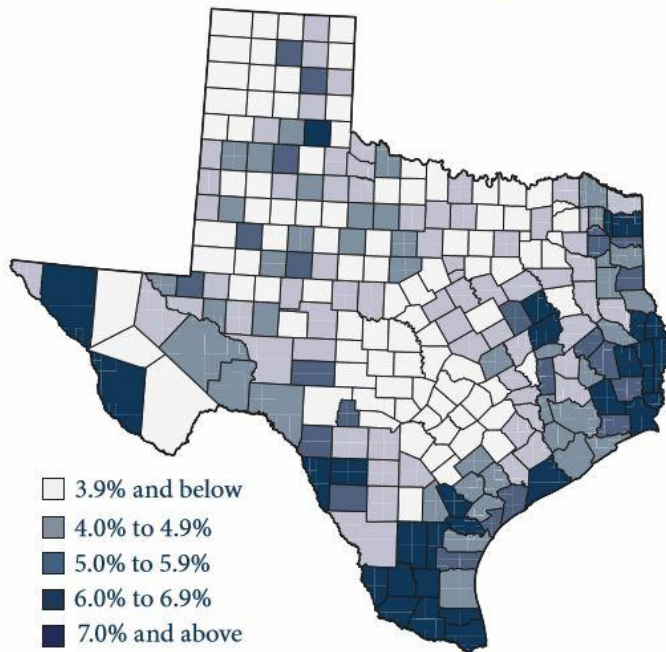 3.9% and below
4.0% to 4.9%
5.0% to 5.9%
6.0% to 6.9%
7.0% and above